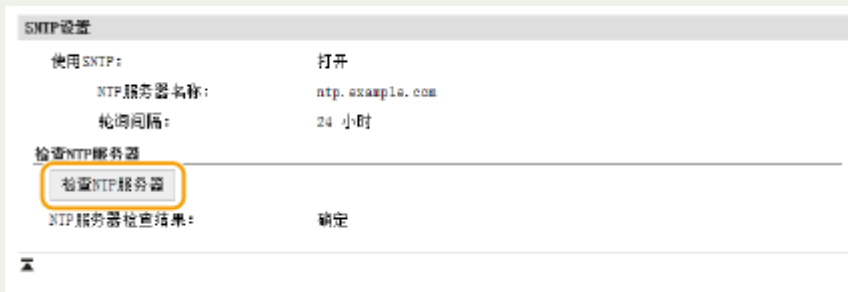 SNTP设置
使用SNTP: 打开
NTP服务器名称: ntp.example.com
轮询间隔: 24 小时
检查NTP服务器
检查NTP服务器
NTP服务器检查结果: 确定